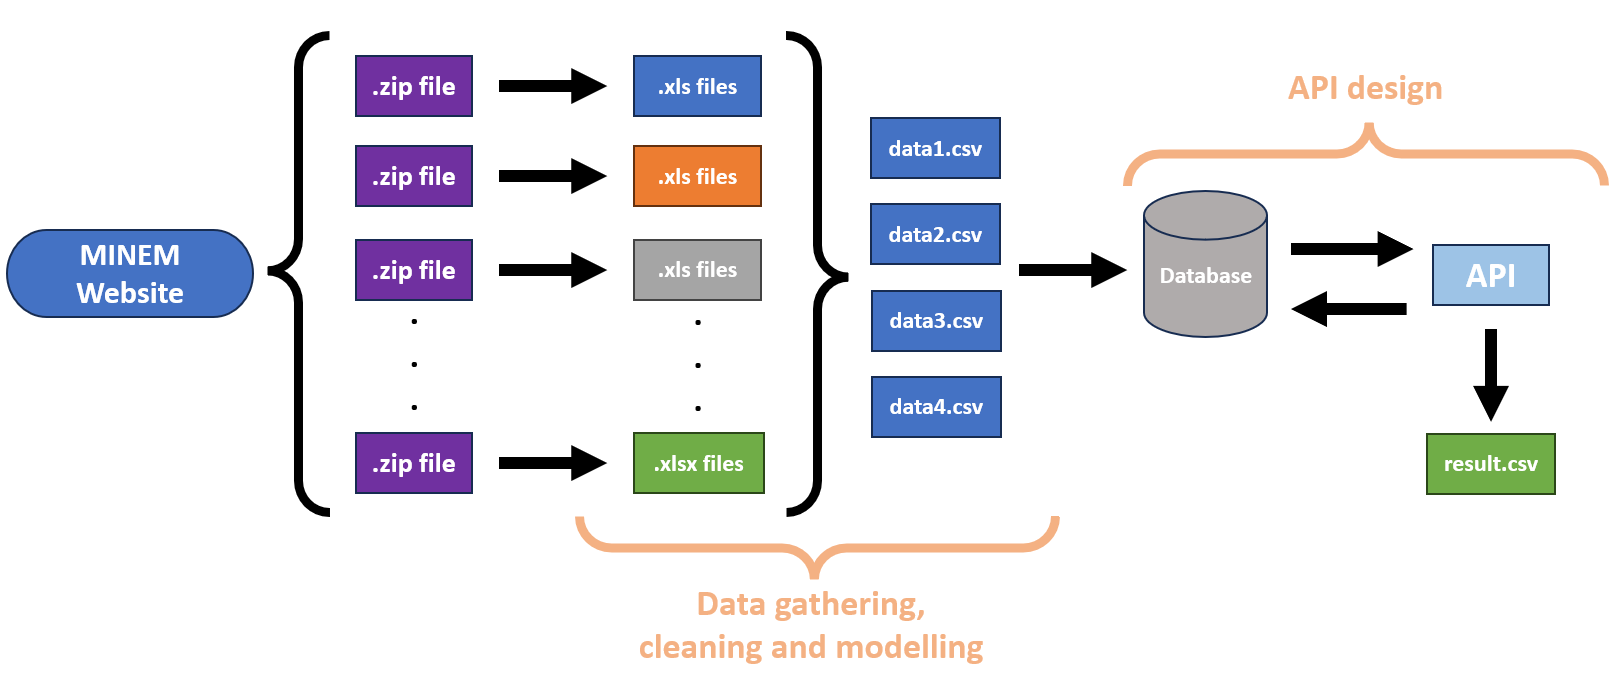 MINEM
Website
.zip file
.xls files
.zip file
.xls files
.zip file
.xls files
.zip file
.xlsx files
data1.csv
data2.csv
data3.csv
data4.csv
Data gathering,
cleaning and modelling
API design
Database
API
result.csv